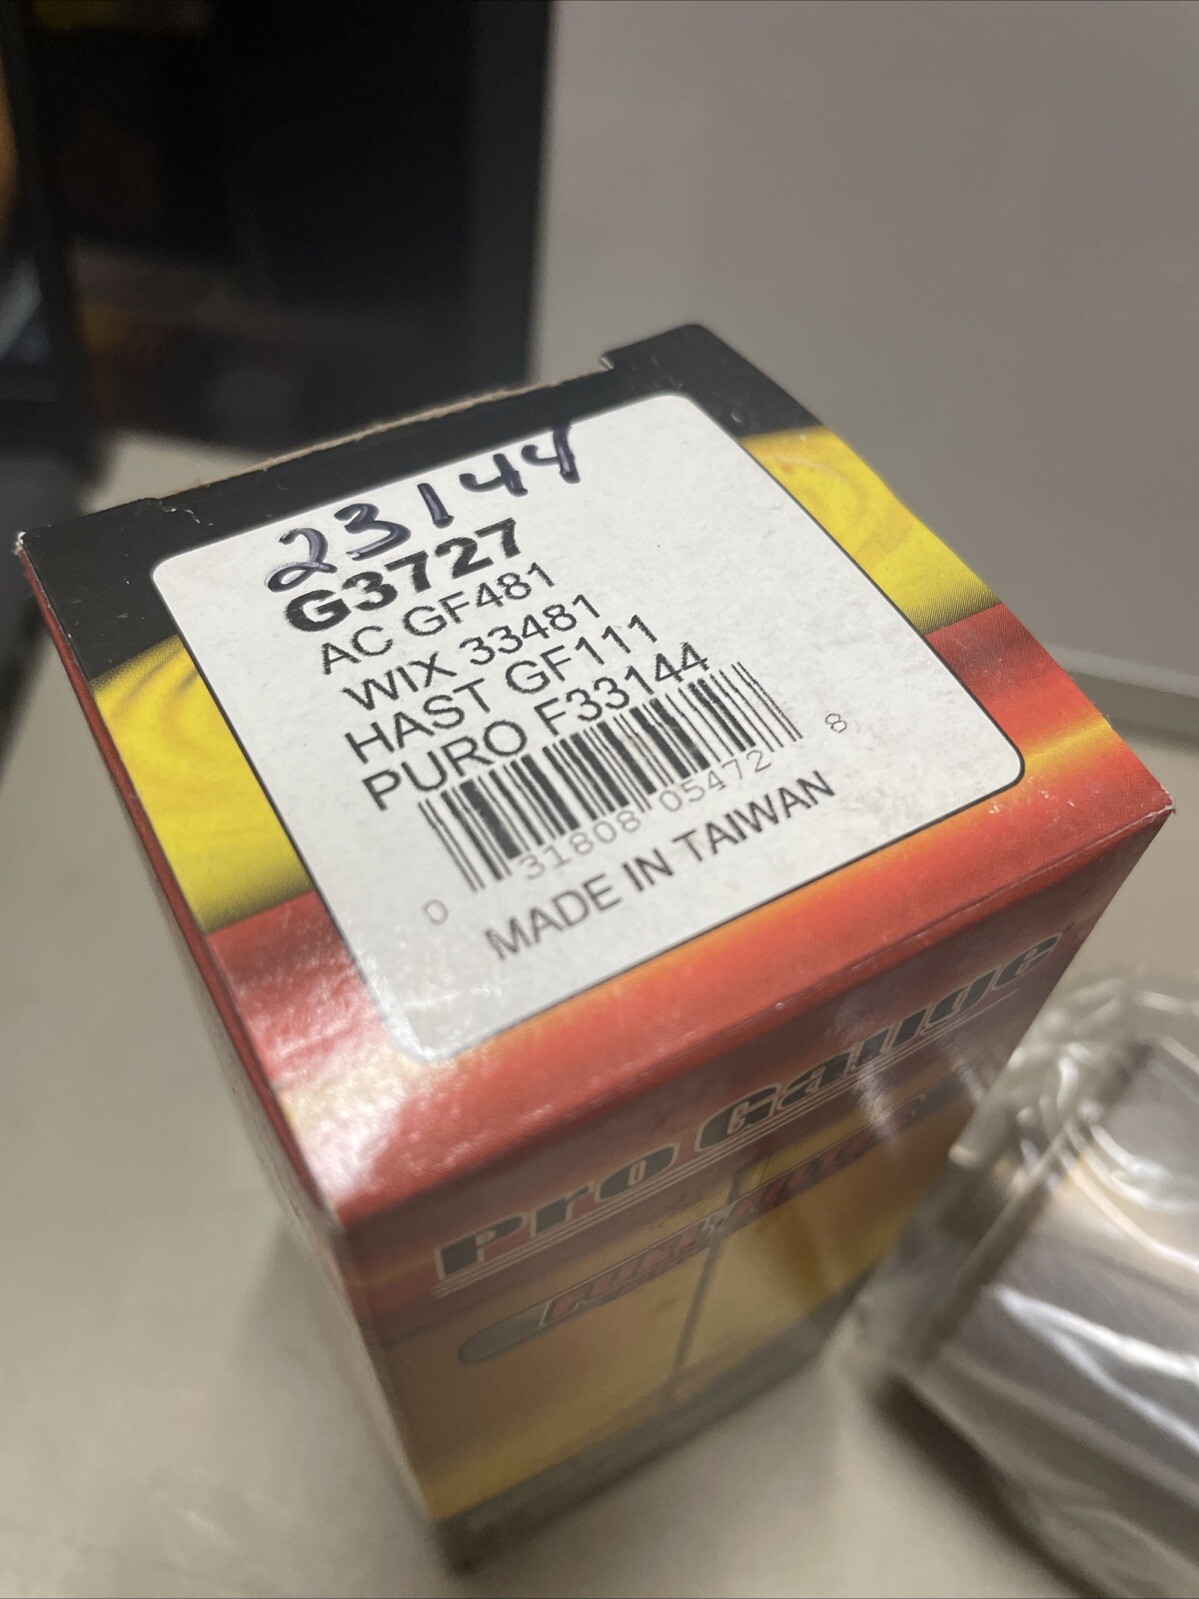 23144
G3727
AC GF481
WIX 33481
HAST GF111
PURO F33144
0 31808 05472 8
MADE IN TAIWAN
Pro Gauge